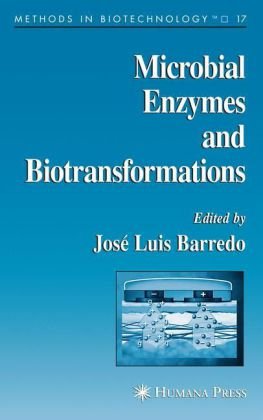 METHODS IN BIOTECHNOLOGY™ □ 17
Microbial
Enzymes
and
Biotransformations
Edited by
José Luis Barredo
HUMANA PRESS